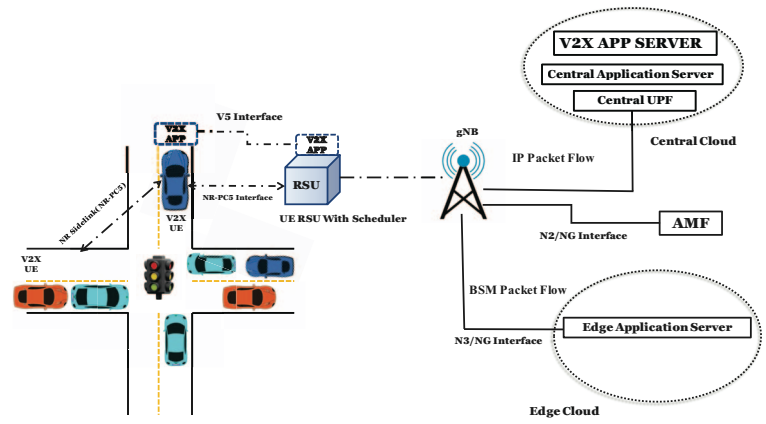 V2X APP SERVER
Central Application Server
Central UPF
Central Cloud
V2X
APP
V5 Interface
V2X
APP
gNB
IP Packet Flow
RSU
NR Sidelink(NR-PC5)
NR-PC5 Interface
V2X
UE
UE RSU With Scheduler
AMF
N2/NG Interface
V2X
UE
BSM Packet Flow
Edge Application Server
N3/NG Interface
Edge Cloud